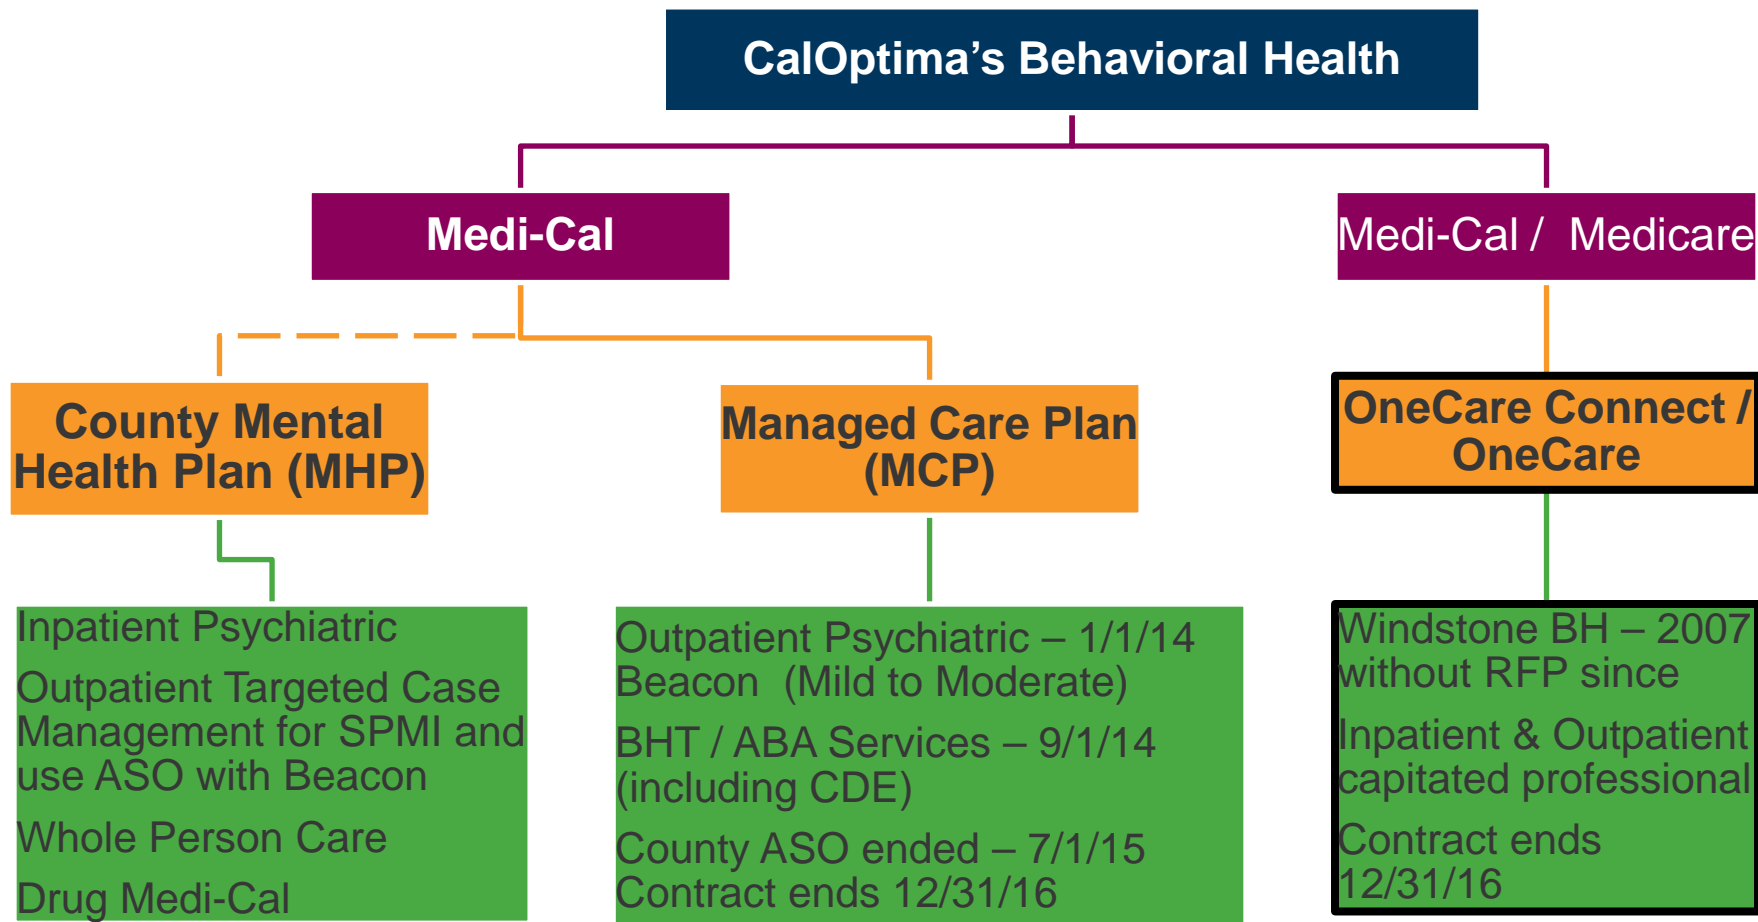 CalOptima’s Behavioral Health
Medi-Cal
Medi-Cal / Medicare
County Mental
Health Plan (MHP)
Managed Care Plan
(MCP)
OneCare Connect /
OneCare
Inpatient Psychiatric
Outpatient Targeted Case
Management for SPMI and
use ASO with Beacon
Whole Person Care
Drug Medi-Cal
Outpatient Psychiatric – 1/1/14
Beacon (Mild to Moderate)
BHT / ABA Services – 9/1/14
(including CDE)
County ASO ended – 7/1/15
Contract ends 12/31/16
Windstone BH – 2007
without RFP since
Inpatient & Outpatient
capitated professional
Contract ends
12/31/16